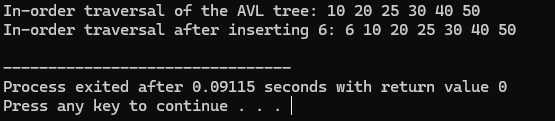 In-order traversal of the AVL tree: 10 20 25 30 40 50
In-order traversal after inserting 6: 6 10 20 25 30 40 50
--------------------------------
Process exited after 0.09115 seconds with return value 0
Press any key to continue . . .